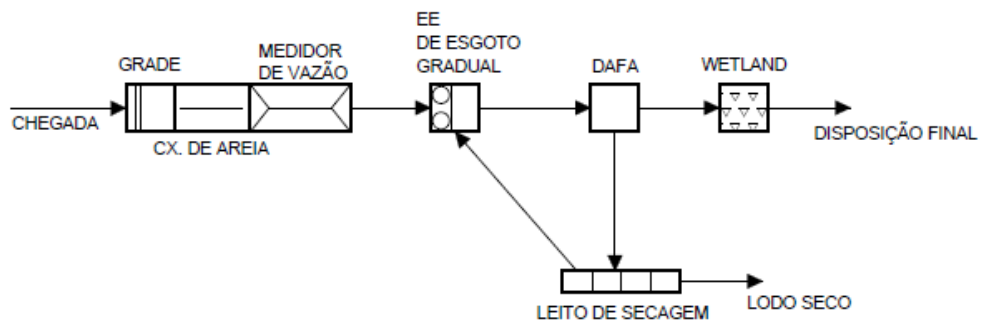 EE
DE ESGOTO
GRADUAL
MEDIDOR
DE VAZÃO
GRADE
DAFA
WETLAND
CHEGADA
CX. DE AREIA
DISPOSIÇÃO FINAL
LEITO DE SECAGEM
LODO SECO